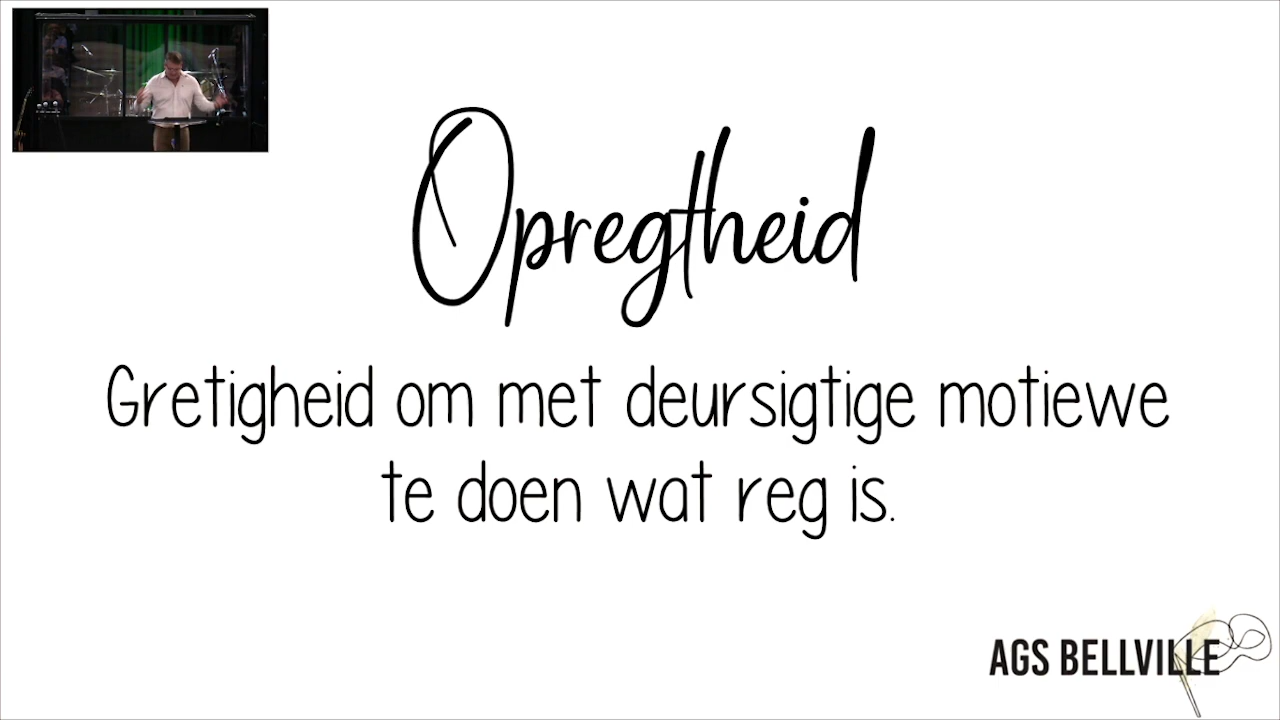 Opregtheid
Gretigheid om met deursigtige motiewe
te doen wat reg is.
AGS BELLVILLE